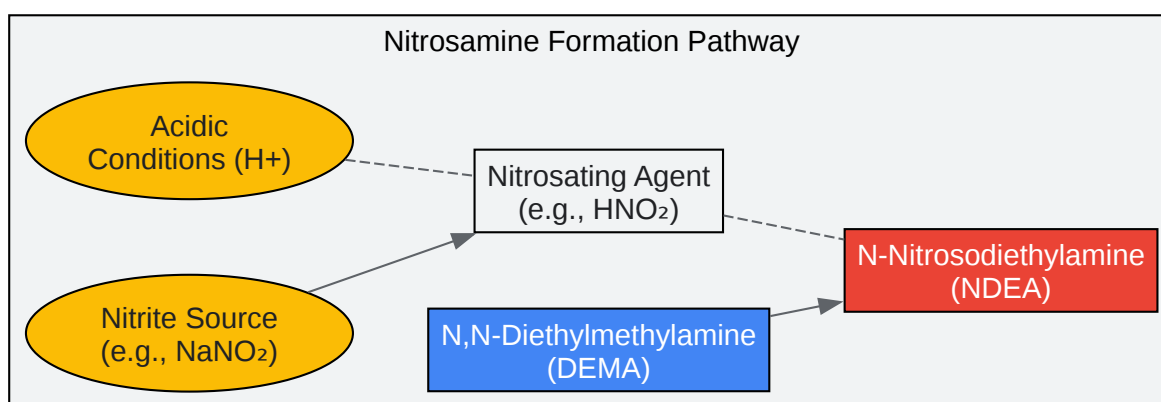 Nitrosamine Formation Pathway
Acidic
Conditions (H+)
Nitrosating Agent
(e.g., HNO₂)
N-Nitrosodiethylamine
(NDEA)
Nitrite Source
(e.g., NaNO₂)
N,N-Diethylmethylamine
(DEMA)